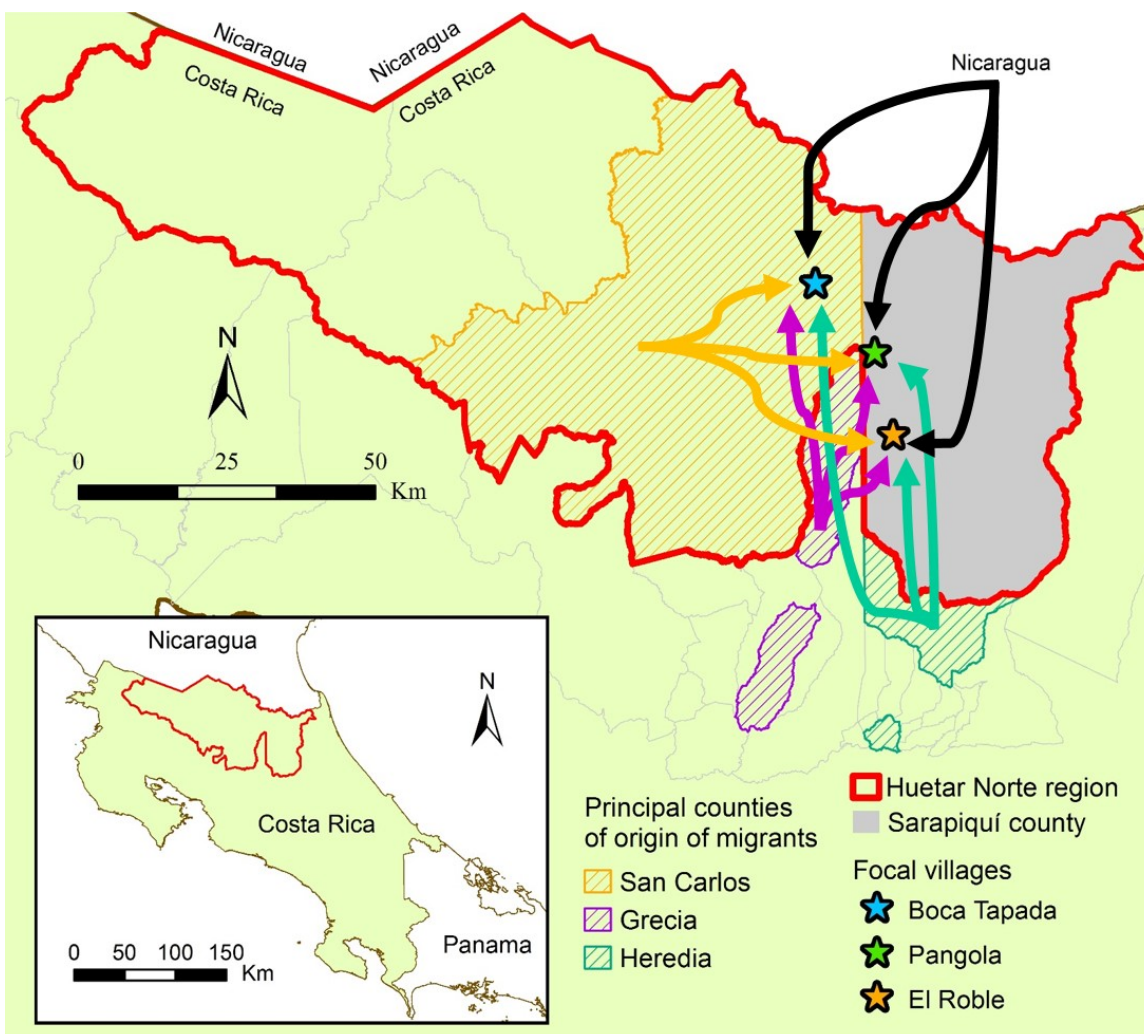 Nicaragua
Costa Rica
Nicaragua
Costa Rica
Nicaragua
N
0 25 50
Km
Nicaragua
N
Costa Rica
Panama
0 50 100 150
Km
Principal counties
of origin of migrants
San Carlos
Grecia
Heredia
Huetar Norte region
Sarapiquí county
Focal villages
Boca Tapada
Pangola
El Roble